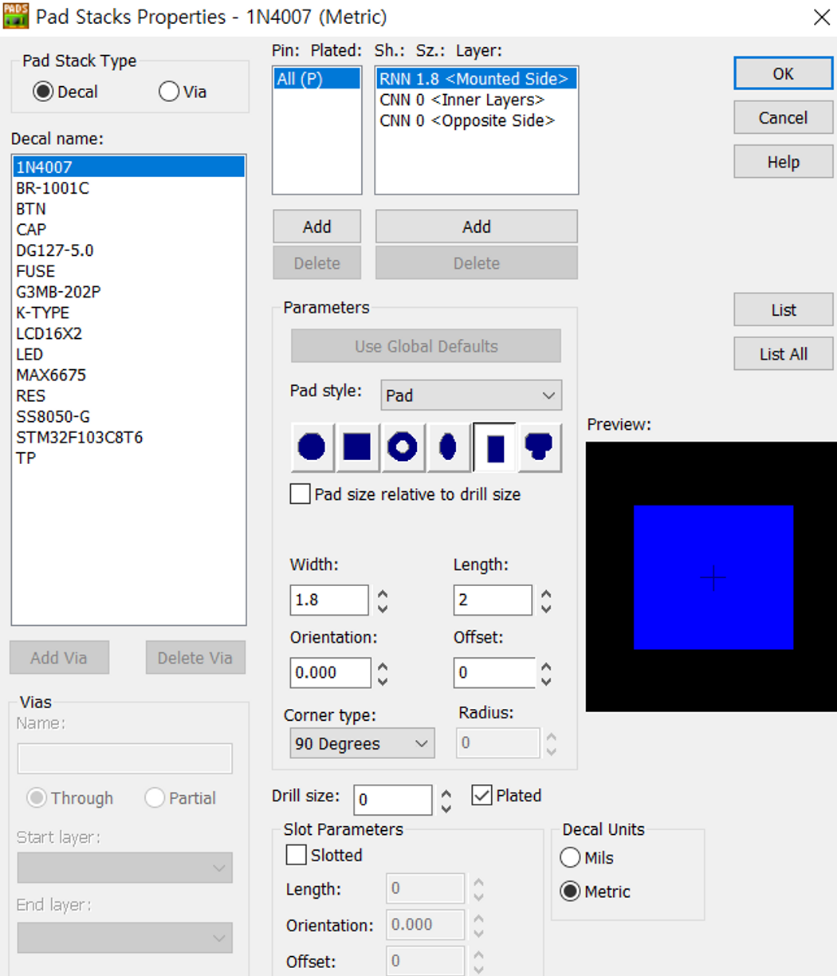 PADS
Pad Stacks Properties - 1N4007 (Metric)
Pad Stack Type
Decal
Via
Decal name:
1N4007
BR-1001C
BTN
CAP
DG127-5.0
FUSE
G3MB-202P
K-TYPE
LCD16X2
LED
MAX6675
RES
SS8050-G
STM32F103C8T6
TP
Add Via
Delete Via
Vias
Name:
Through
Partial
Start layer:
End layer:
Pin: Plated:
Sh.: Sz.: Layer:
All (P)
RNN 1.8 <Mounted Side>
CNN 0 <Inner Layers>
CNN 0 <Opposite Side>
Add
Add
Delete
Delete
Parameters
Use Global Defaults
Pad style:
Pad
Pad size relative to drill size
Width:
Length:
1.8
2
Orientation:
Offset:
0.000
0
Corner type:
Radius:
90 Degrees
0
Drill size:
0
Plated
Slot Parameters
Slotted
Length:
0
Orientation:
0.000
Offset:
0
Decal Units
Mils
Metric
OK
Cancel
Help
List
List All
Preview: